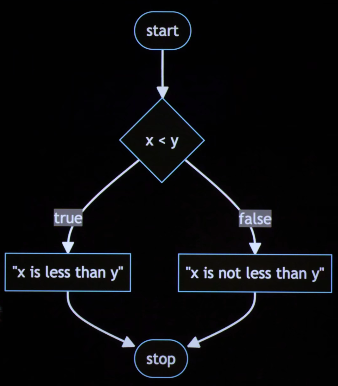 start
x < y
true
false
"x is less than y"
"x is not less than y"
stop